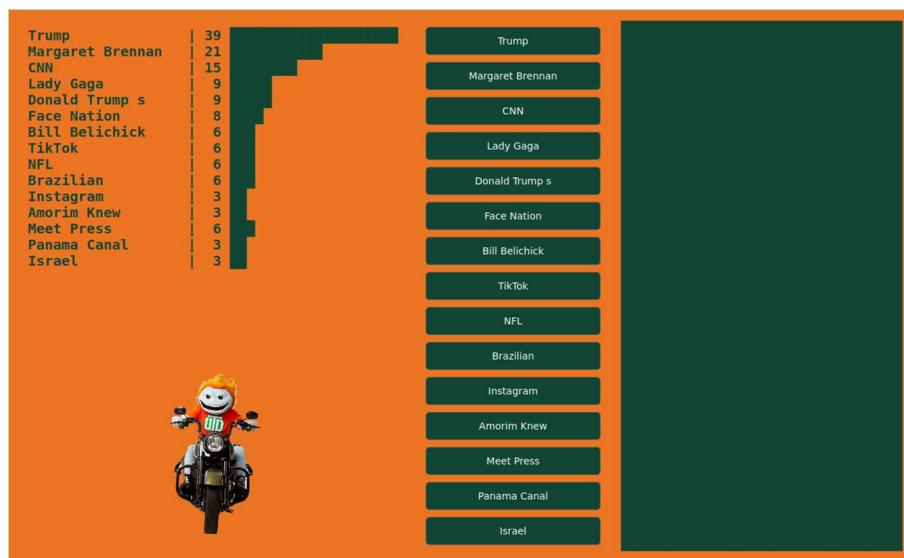 Trump | 39
Margaret Brennan | 21
CNN | 15
Lady Gaga | 9
Donald Trump s | 9
Face Nation | 8
Bill Belichick | 6
TikTok | 6
NFL | 6
Brazilian | 6
Instagram | 3
Amorim Knew | 3
Meet Press | 6
Panama Canal | 3
Israel | 3
UTD
Trump
Margaret Brennan
CNN
Lady Gaga
Donald Trump s
Face Nation
Bill Belichick
TikTok
NFL
Brazilian
Instagram
Amorim Knew
Meet Press
Panama Canal
Israel